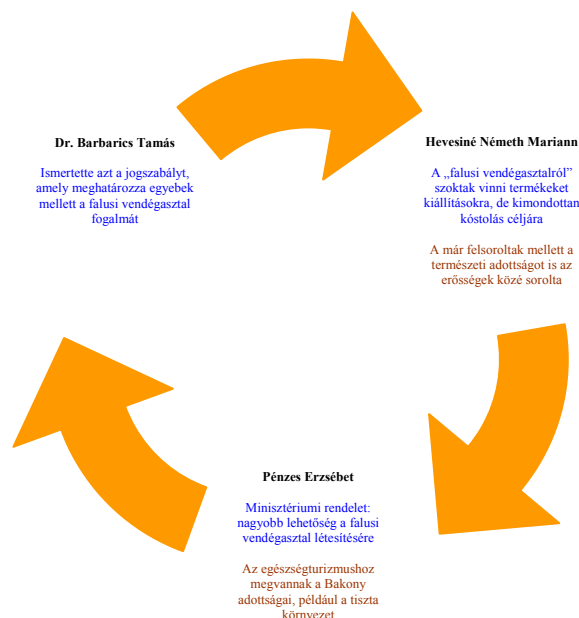 Dr. Barbarics Tamás
Ismertette azt a jogszabályt,
amely meghatározza egyebek
mellett a falusi vendégasztal
fogalmát
Hevesiné Németh Mariann
A „falusi vendégasztalról”
szoktak vinni termékeket
kiállításokra, de kimondottan
kóstolás céljára
A már felsoroltak mellett a
természeti adottságot is az
erősségek közé sorolta
Pénzes Erzsébet
Minisztériumi rendelet:
nagyobb lehetőség a falusi
vendégasztal létesítésére
Az egészségturizmushoz
megvannak a Bakony
adottságai, például a tiszta
környezet